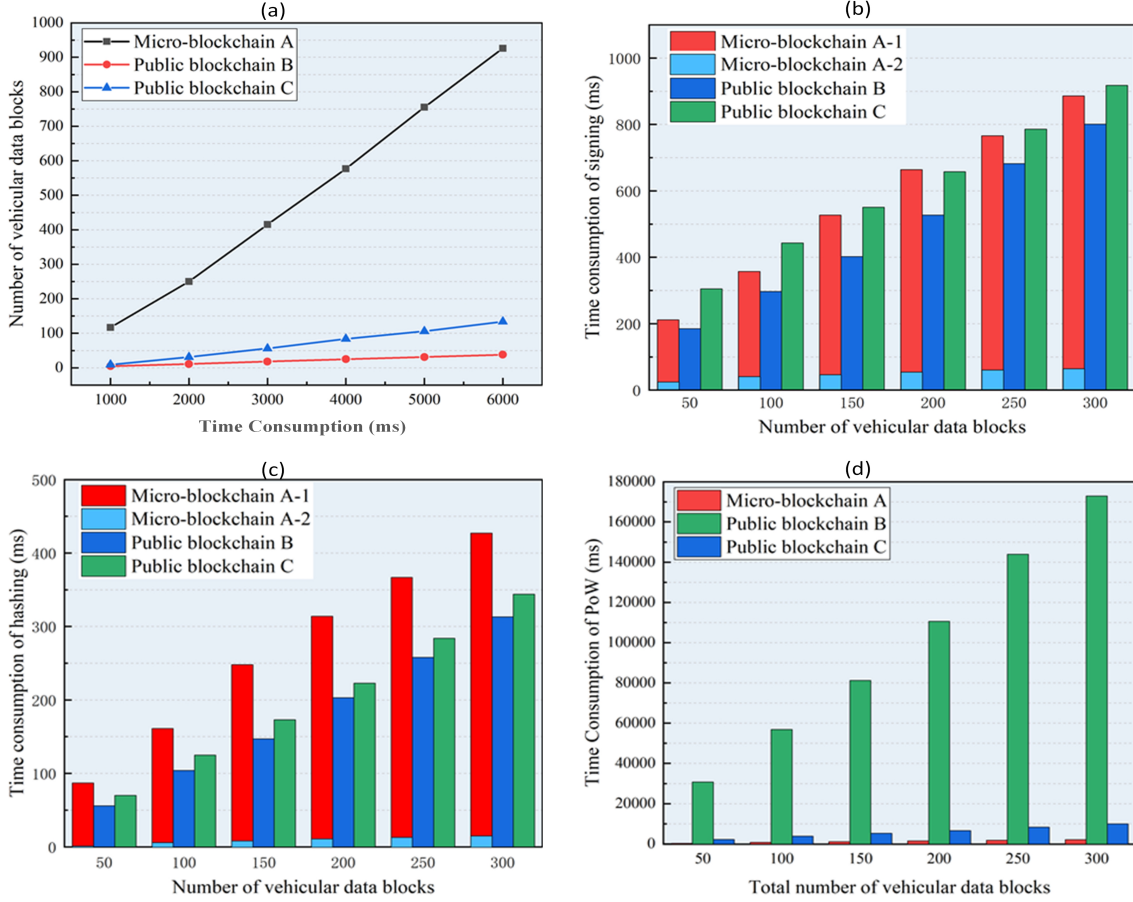 (a)
1000
900
800
700
600
500
400
300
200
100
0
Number of vehicular data blocks
Micro-blockchain A
Public blockchain B
Public blockchain C
1000 2000 3000 4000 5000 6000
Time Consumption (ms)
(b)
1000
800
600
400
200
0
Time consumption of signing (ms)
Micro-blockchain A-1
Micro-blockchain A-2
Public blockchain B
Public blockchain C
50 100 150 200 250 300
Number of vehicular data blocks
(c)
500
400
300
200
100
0
Time consumption of hashing (ms)
Micro-blockchain A-1
Micro-blockchain A-2
Public blockchain B
Public blockchain C
50 100 150 200 250 300
Number of vehicular data blocks
(d)
180000
160000
140000
120000
100000
80000
60000
40000
20000
0
Time Consumption of PoW (ms)
Micro-blockchain A
Public blockchain B
Public blockchain C
50 100 150 200 250 300
Total number of vehicular data blocks